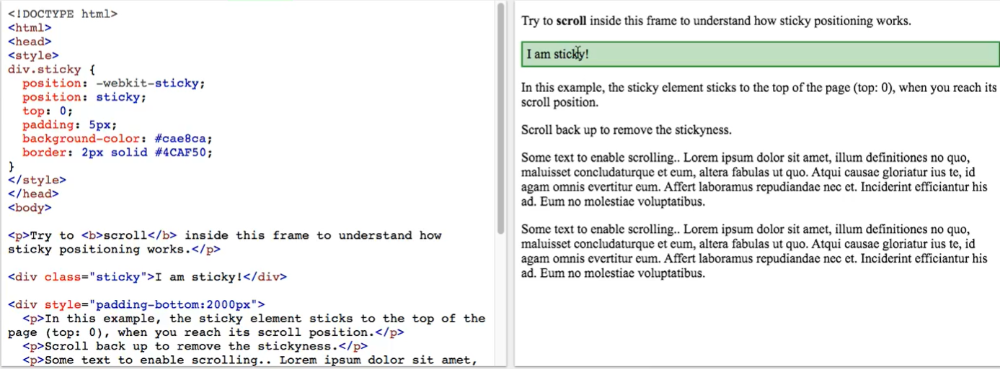 <!DOCTYPE html>
<html>
<head>
<style>
div.sticky {
  position: -webkit-sticky;
  position: sticky;
  top: 0;
  padding: 5px;
  background-color: #cae8ca;
  border: 2px solid #4CAF50;
}
</style>
</head>
<body>
<p>Try to <b>scroll</b> inside this frame to understand how
sticky positioning works.</p>
<div class="sticky">I am sticky!</div>
<div style="padding-bottom:2000px">
  <p>In this example, the sticky element sticks to the top of the
page (top: 0), when you reach its scroll position.</p>
  <p>Scroll back up to remove the stickyness.</p>
  <p>Some text to enable scrolling.. Lorem ipsum dolor sit amet,
Try to scroll inside this frame to understand how sticky positioning works.
I am sticky!
In this example, the sticky element sticks to the top of the page (top: 0), when you reach its
scroll position.
Scroll back up to remove the stickyness.
Some text to enable scrolling.. Lorem ipsum dolor sit amet, illum definitiones no quo,
maluisset concludaturque et eum, altera fabulas ut quo. Atqui causae gloriatur ius te, id
agam omnis evertitur eum. Affert laboramus repudiandae nec et. Inciderint efficiantur his
ad. Eum no molestiae voluptatibus.
Some text to enable scrolling.. Lorem ipsum dolor sit amet, illum definitiones no quo,
maluisset concludaturque et eum, altera fabulas ut quo. Atqui causae gloriatur ius te, id
agam omnis evertitur eum. Affert laboramus repudiandae nec et. Inciderint efficiantur his
ad. Eum no molestiae voluptatibus.